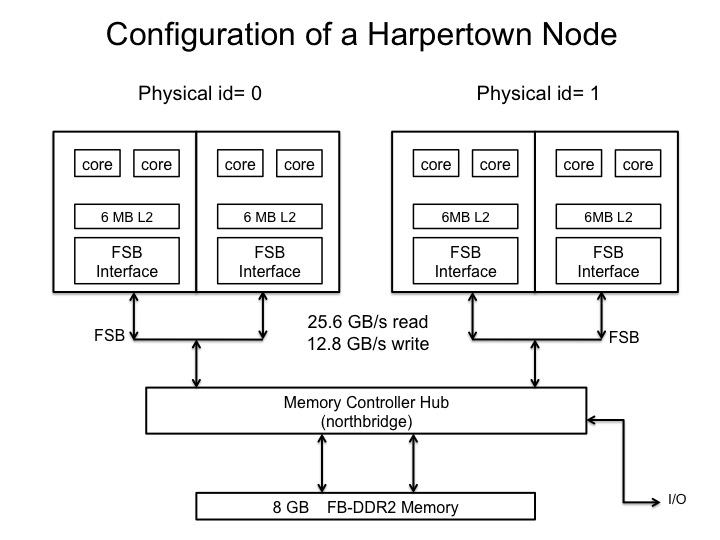 Configuration of a Harpertown Node
Physical id= 0
Physical id= 1
core
core
core
core
core
core
core
core
6 MB L2
6 MB L2
6MB L2
6MB L2
FSB
Interface
FSB
Interface
FSB
Interface
FSB
Interface
FSB
25.6 GB/s read
12.8 GB/s write
FSB
Memory Controller Hub
(northbridge)
8 GB FB-DDR2 Memory
I/O